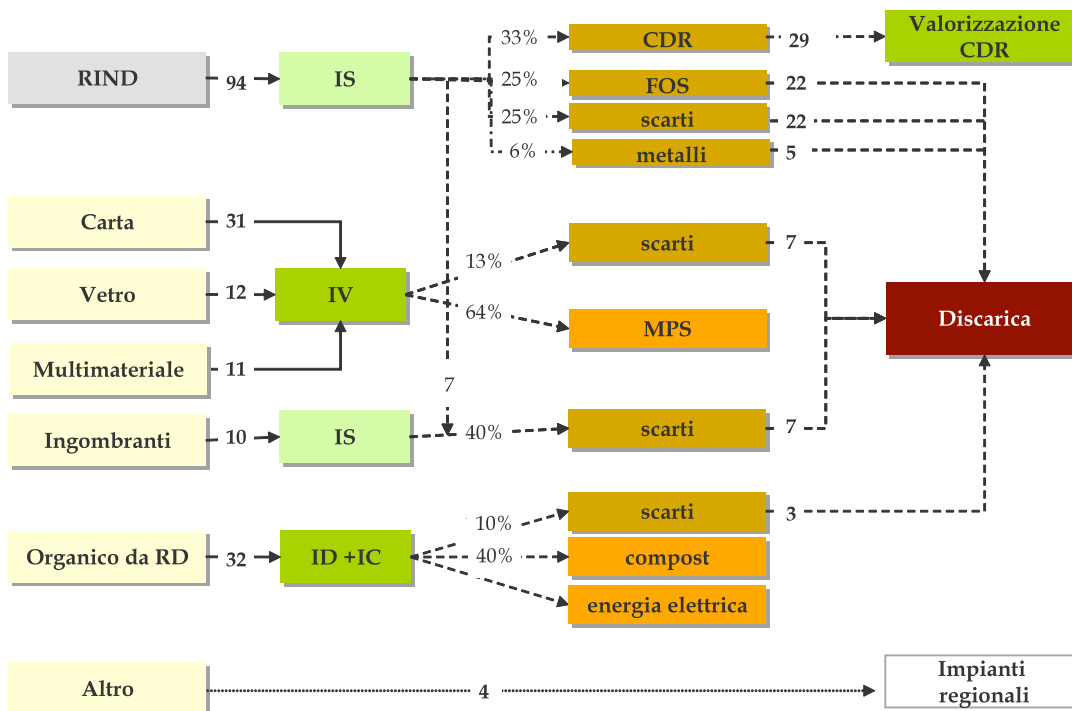 33%
CDR
29
Valorizzazione
CDR
RIND
94
IS
25%
FOS
22
25%
scarti
22
6%
metalli
5
Carta
31
13%
scarti
7
Vetro
12
IV
64%
MPS
Discarica
Multimateriale
11
7
Ingombranti
10
IS
40%
scarti
7
10%
scarti
3
Organico da RD
32
ID +IC
40%
compost
energia elettrica
Altro
4
Impianti
regionali